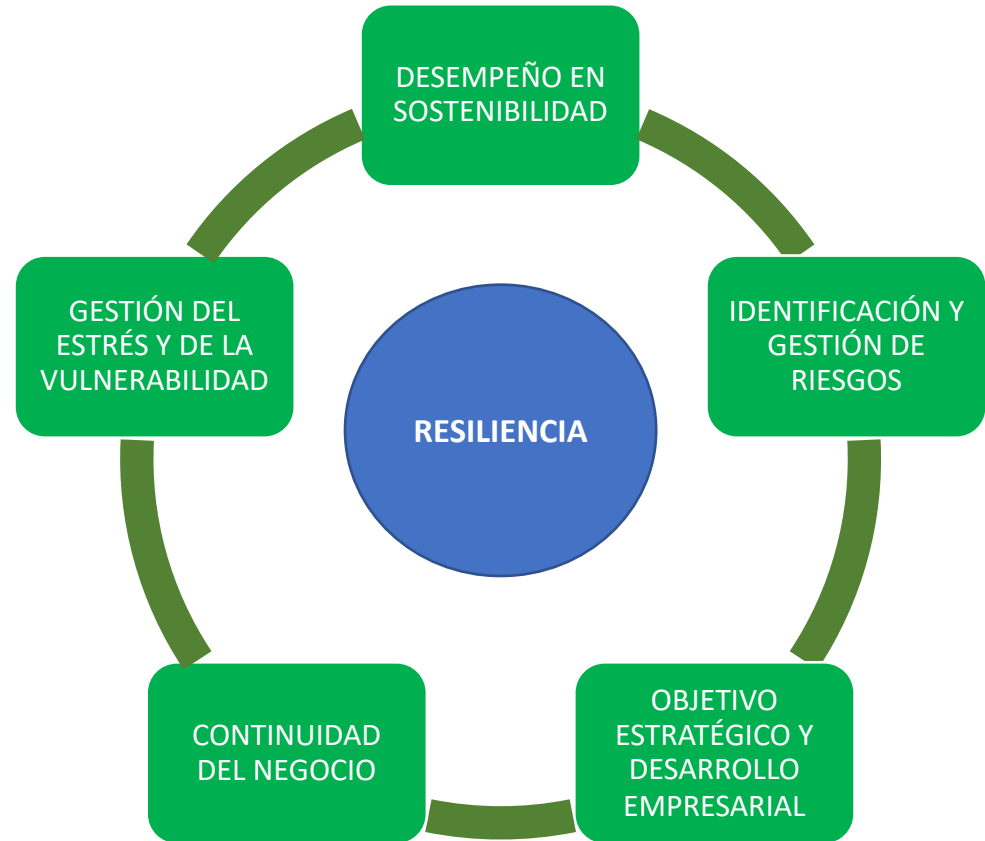 DESEMPEÑO EN
SOSTENIBILIDAD
IDENTIFICACIÓN Y
GESTIÓN DE
RIESGOS
OBJETIVO
ESTRATÉGICO Y
DESARROLLO
EMPRESARIAL
CONTINUIDAD
DEL NEGOCIO
GESTIÓN DEL
ESTRÉS Y DE LA
VULNERABILIDAD
RESILIENCIA